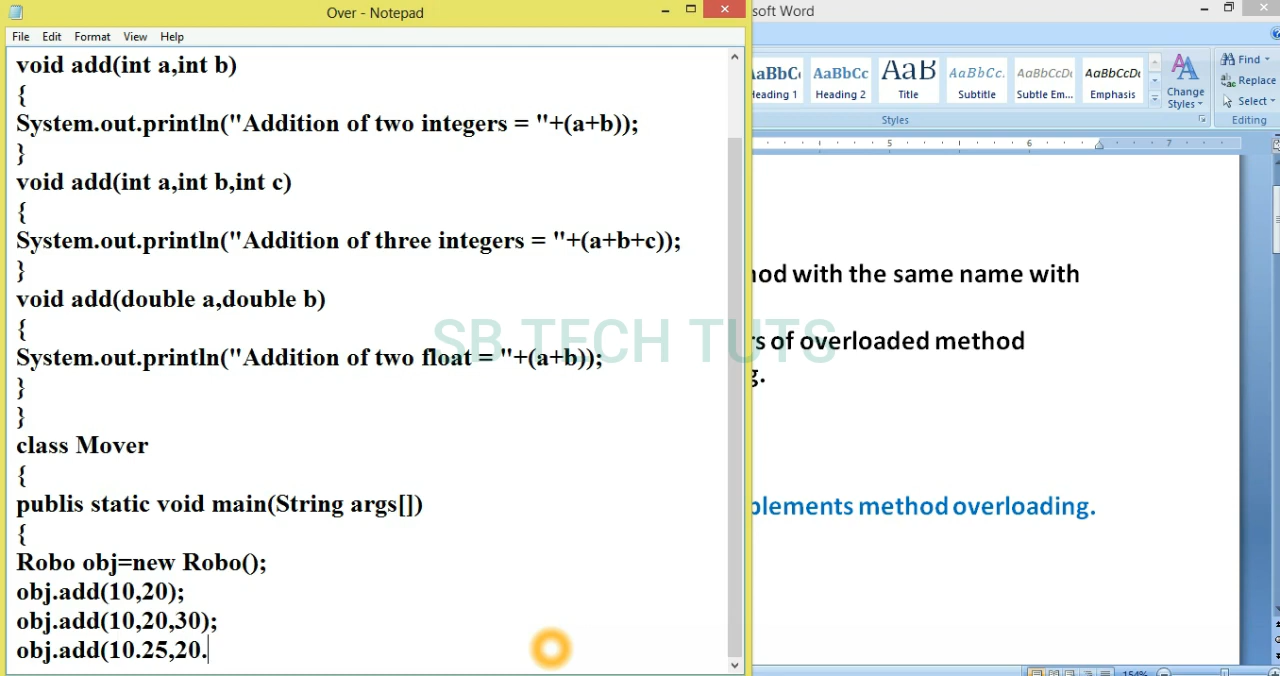 Over - Notepad
soft Word
File Edit Format View Help
void add(int a,int b)
{
System.out.println("Addition of two integers = "+(a+b));
}
void add(int a,int b,int c)
{
System.out.println("Addition of three integers = "+(a+b+c));
}
void add(double a,double b)
{
System.out.println("Addition of two float = "+(a+b));
}
}
class Mover
{
publis static void main(String args[])
{
Robo obj=new Robo();
obj.add(10,20);
obj.add(10,20,30);
obj.add(10.25,20.
SB TECH TUTS
AaBbC AaBbCc AaB AaBbCc. AaBbCcDc AaBbCcDc
Heading 1 Heading 2 Title Subtitle Subtle Em... Emphasis
Change Styles
Find
Replace
Select
Styles
Editing
5 6 7
with the same name with
of overloaded method
method overloading.
154%